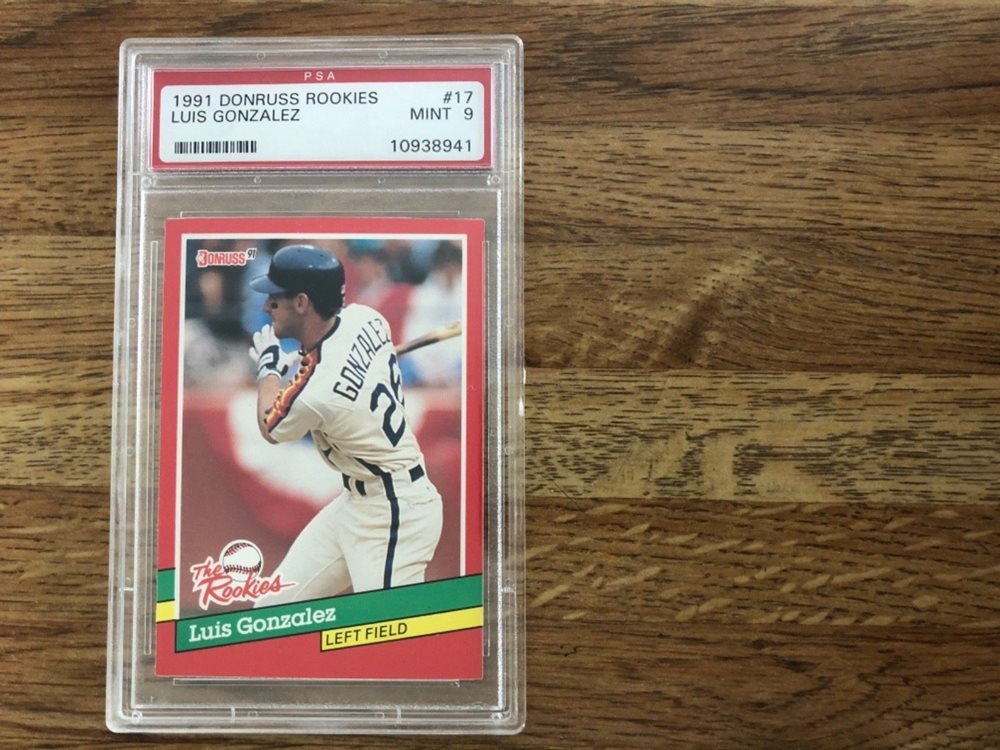 PSA
1991 DONRUSS ROOKIES #17
LUIS GONZALEZ MINT 9
10938941
DONRUSS '91
GONZALEZ
26
The
Rookies
Luis Gonzalez
LEFT FIELD